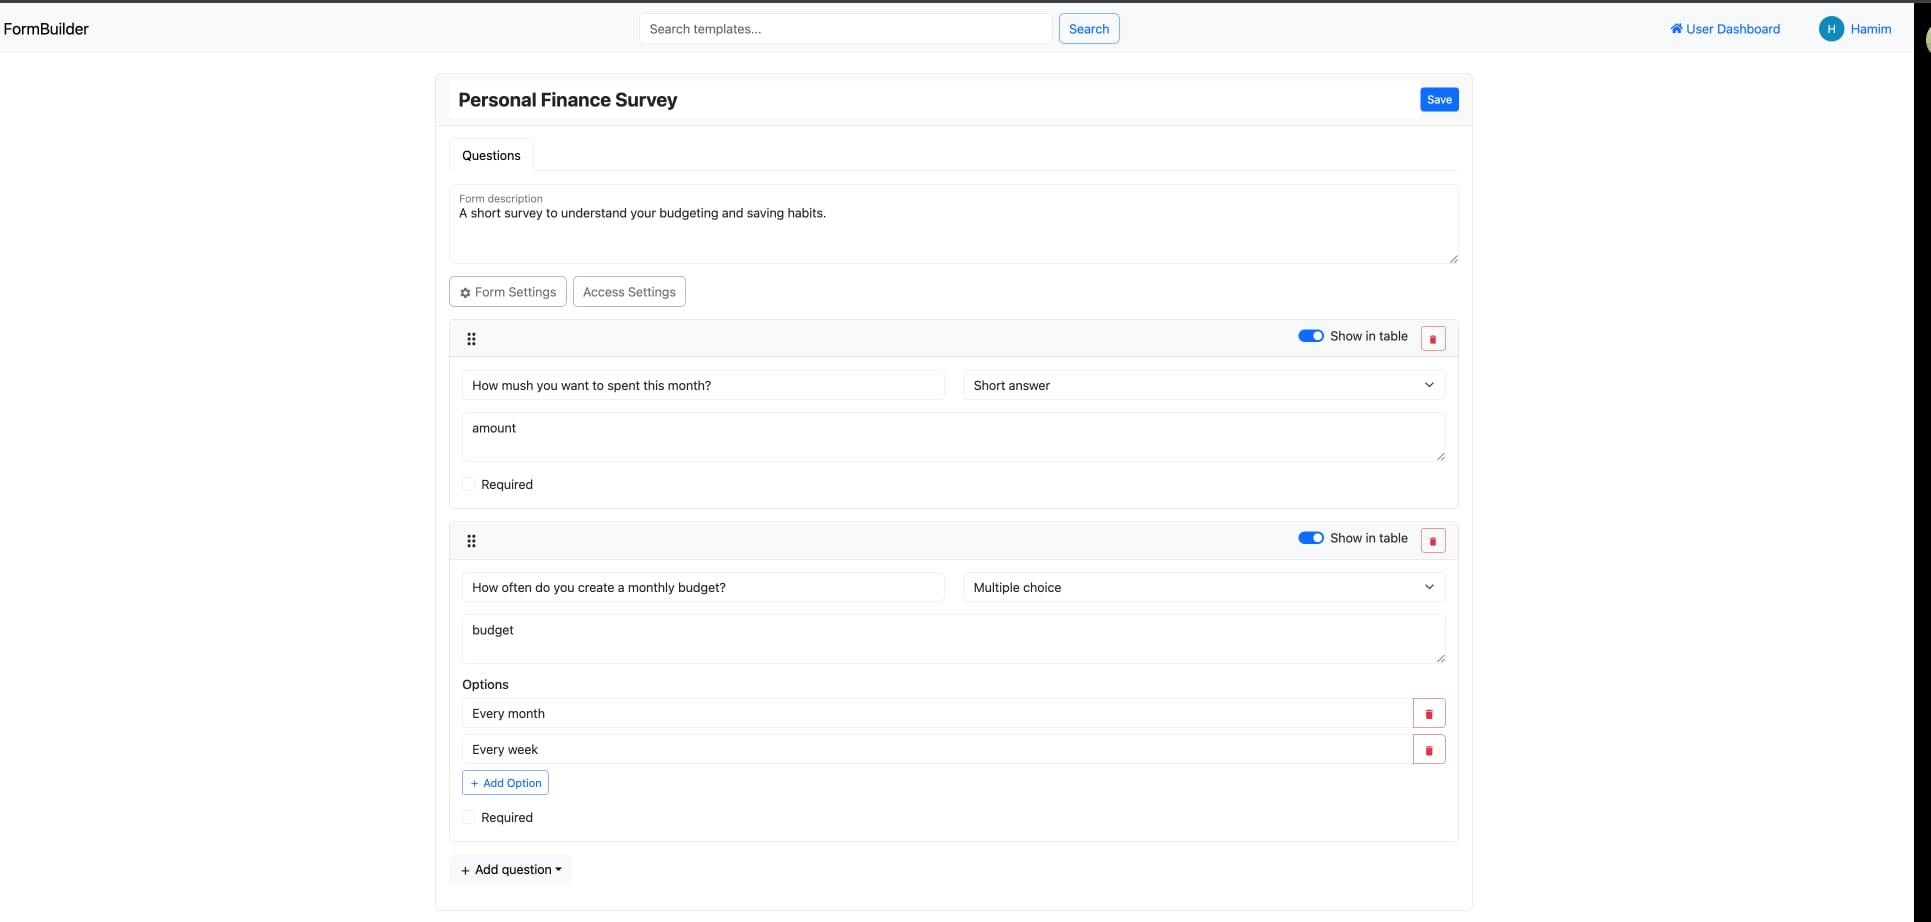 FormBuilder
Search templates...
Search
User Dashboard
H
Hamim
Personal Finance Survey
Save
Questions
Form description
A short survey to understand your budgeting and saving habits.
Form Settings
Access Settings
Show in table
How mush you want to spent this month?
Short answer
amount
Required
Show in table
How often do you create a monthly budget?
Multiple choice
budget
Options
Every month
Every week
+ Add Option
Required
+ Add question